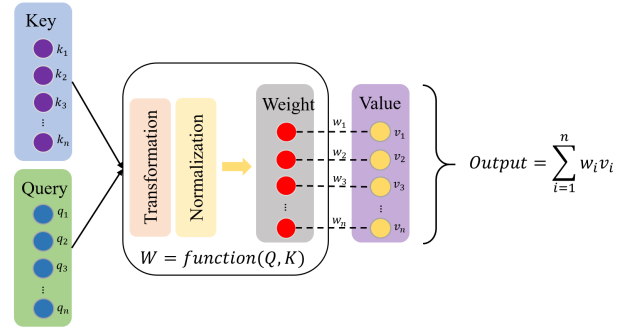 Key
k₁
k₂
k₃
⋮
kₙ
Query
q₁
q₂
q₃
⋮
qₙ
Transformation
Normalization
Weight
⋮
W = function(Q, K)
w₁
w₂
w₃
wₙ
Value
v₁
v₂
v₃
⋮
vₙ
Output = ∑ᵢ₌₁ⁿ wᵢvᵢ